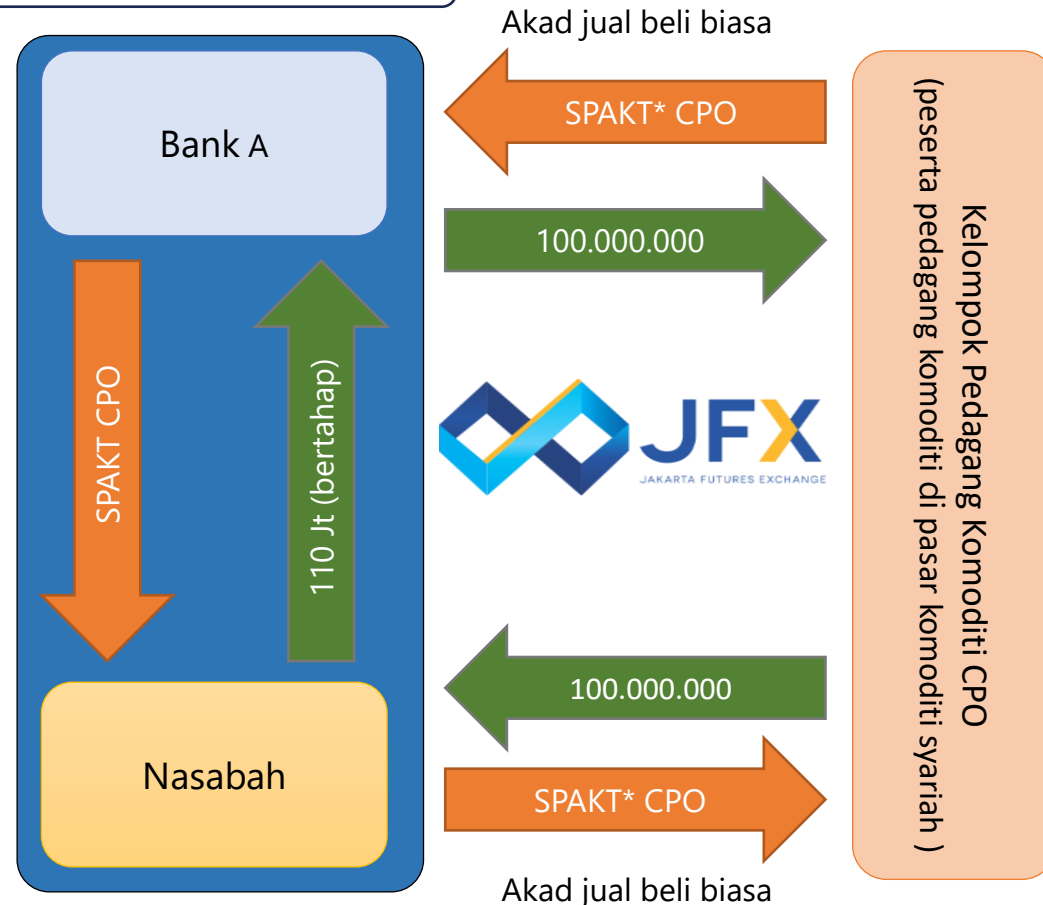 Akad jual beli biasa
Bank A
SPAKT* CPO
100.000.000
SPAKT CPO
110 Jt (bertahap)
JFX
JAKARTA FUTURES EXCHANGE
Kelompok Pedagang Komoditi CPO
(peserta pedagang komoditi di pasar komoditi syariah )
100.000.000
Nasabah
SPAKT* CPO
Akad jual beli biasa